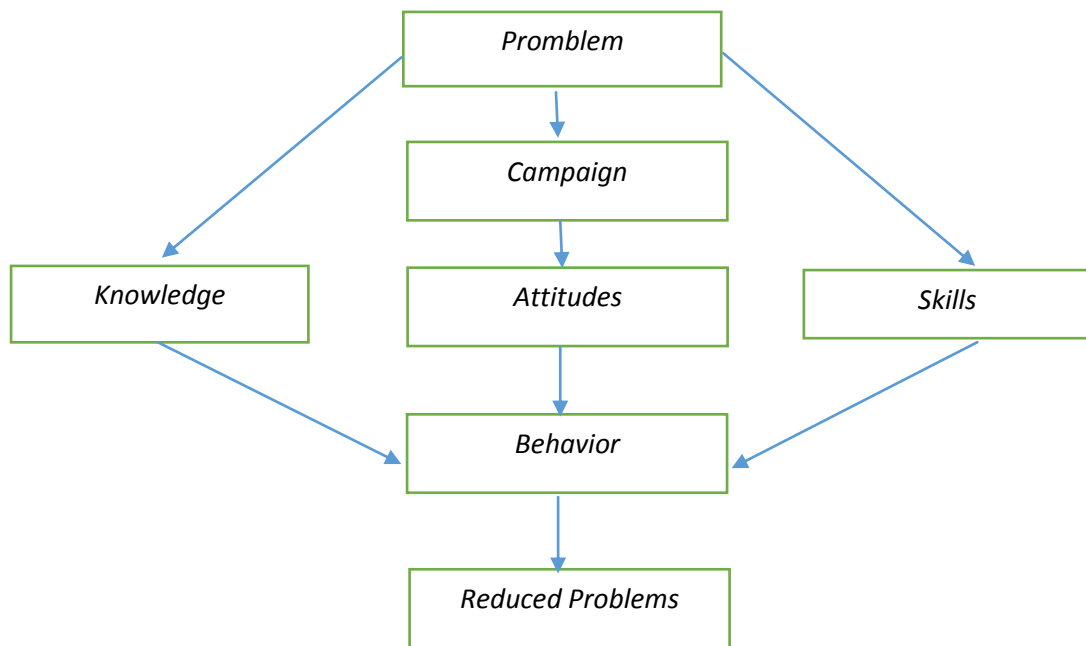 Promblem
Campaign
Knowledge
Attitudes
Skills
Behavior
Reduced Problems